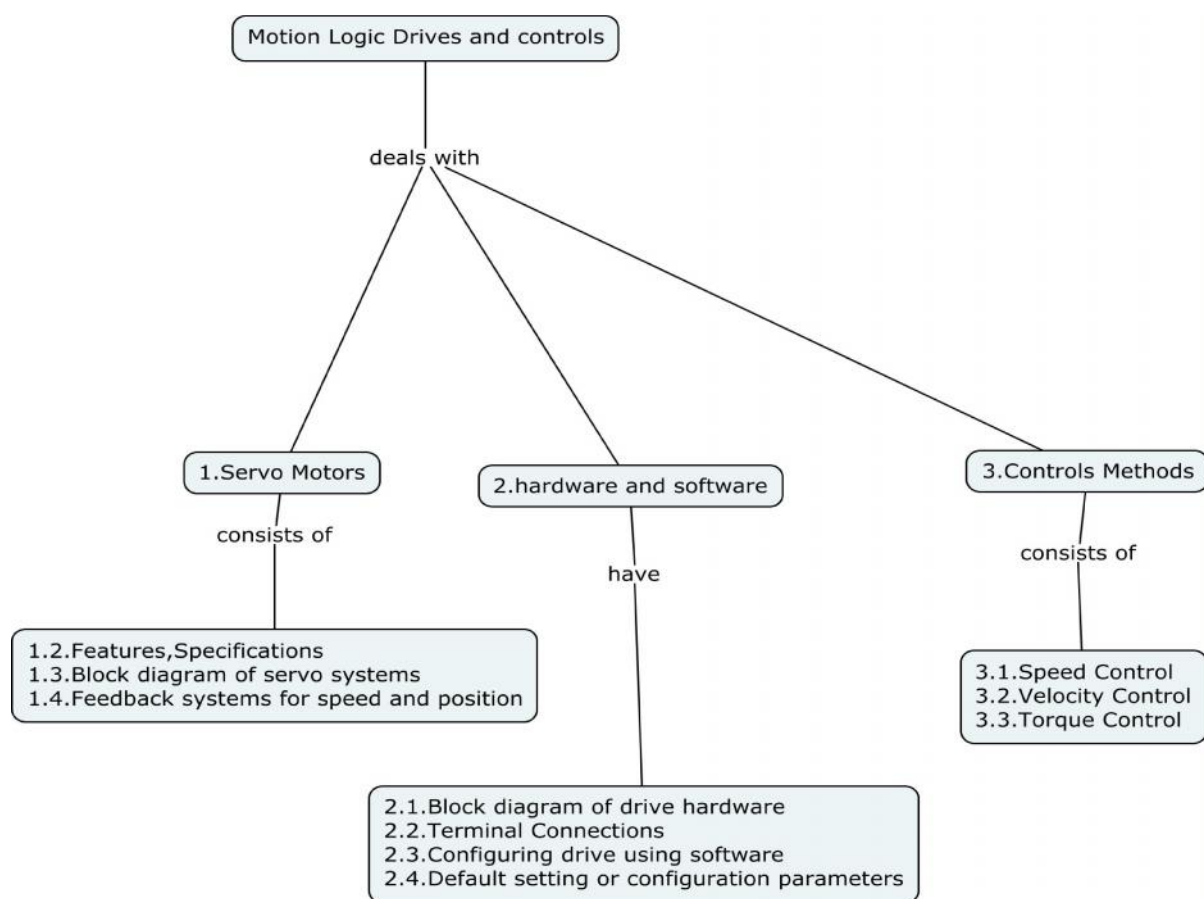 Motion Logic Drives and controls
deals with
1.Servo Motors
2.hardware and software
3.Controls Methods
consists of
have
consists of
1.2.Features,Specifications
1.3.Block diagram of servo systems
1.4.Feedback systems for speed and position
3.1.Speed Control
3.2.Velocity Control
3.3.Torque Control
2.1.Block diagram of drive hardware
2.2.Terminal Connections
2.3.Configuring drive using software
2.4.Default setting or configuration parameters